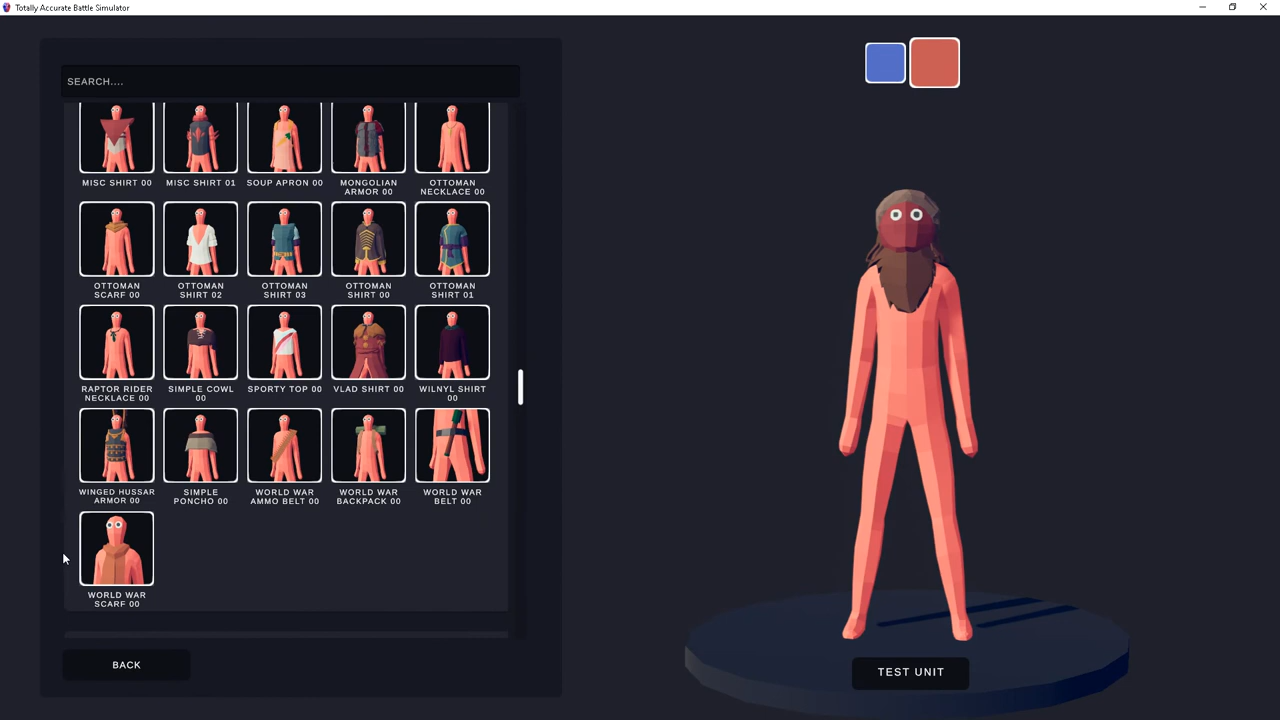 Totally Accurate Battle Simulator
SEARCH....
MISC SHIRT 00
MISC SHIRT 01
SOUP APRON 00
MONGOLIAN
ARMOR 00
OTTOMAN
NECKLACE 00
OTTOMAN
SCARF 00
OTTOMAN
SHIRT 02
OTTOMAN
SHIRT 03
OTTOMAN
SHIRT 00
OTTOMAN
SHIRT 01
RAPTOR RIDER
NECKLACE 00
SIMPLE COWL
00
SPORTY TOP 00
VLAD SHIRT 00
WILNYL SHIRT
00
WINGED HUSSAR
ARMOR 00
SIMPLE
PONCHO 00
WORLD WAR
AMMO BELT 00
WORLD WAR
BACKPACK 00
WORLD WAR
BELT 00
WORLD WAR
SCARF 00
BACK
TEST UNIT